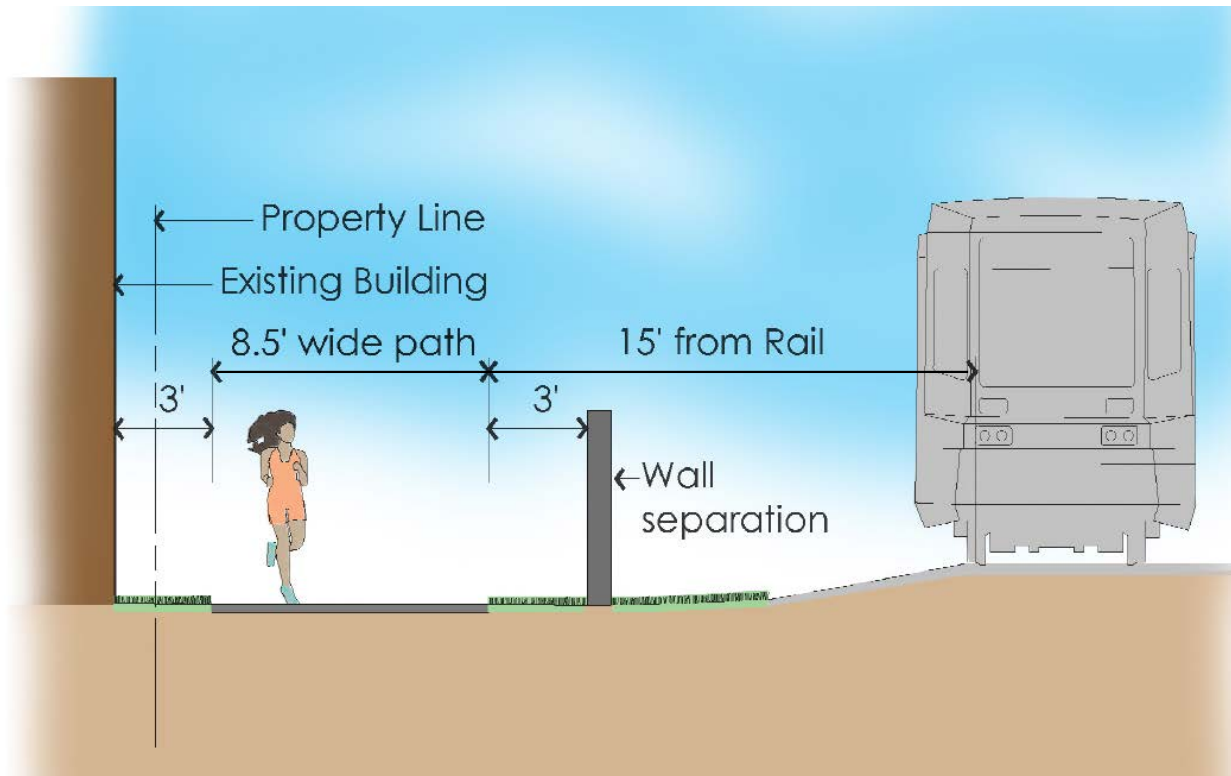 Property Line
Existing Building
8.5' wide path
15' from Rail
3'
3'
Wall
separation